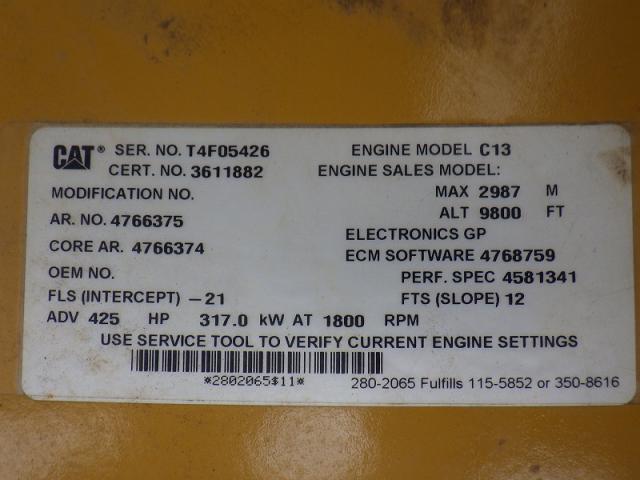 CAT® SER. NO. T4F05426 ENGINE MODEL C13
CERT. NO. 3611882 ENGINE SALES MODEL:
MODIFICATION NO. MAX 2987 M
AR. NO. 4766375 ALT 9800 FT
ELECTRONICS GP
CORE AR. 4766374 ECM SOFTWARE 4768759
OEM NO. PERF. SPEC 4581341
FLS (INTERCEPT) -21 FTS (SLOPE) 12
ADV 425 HP 317.0 kW AT 1800 RPM
USE SERVICE TOOL TO VERIFY CURRENT ENGINE SETTINGS
*2802065$11* 280-2065 Fulfills 115-5852 or 350-8616